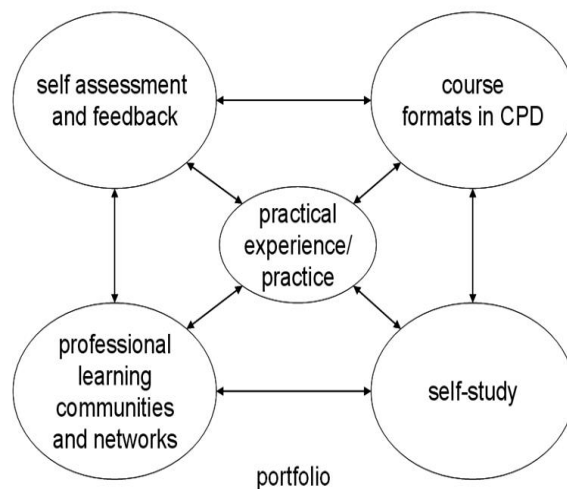 self assessment
and feedback
course
formats in CPD
practical
experience/
practice
professional
learning
communities
and networks
self-study
portfolio